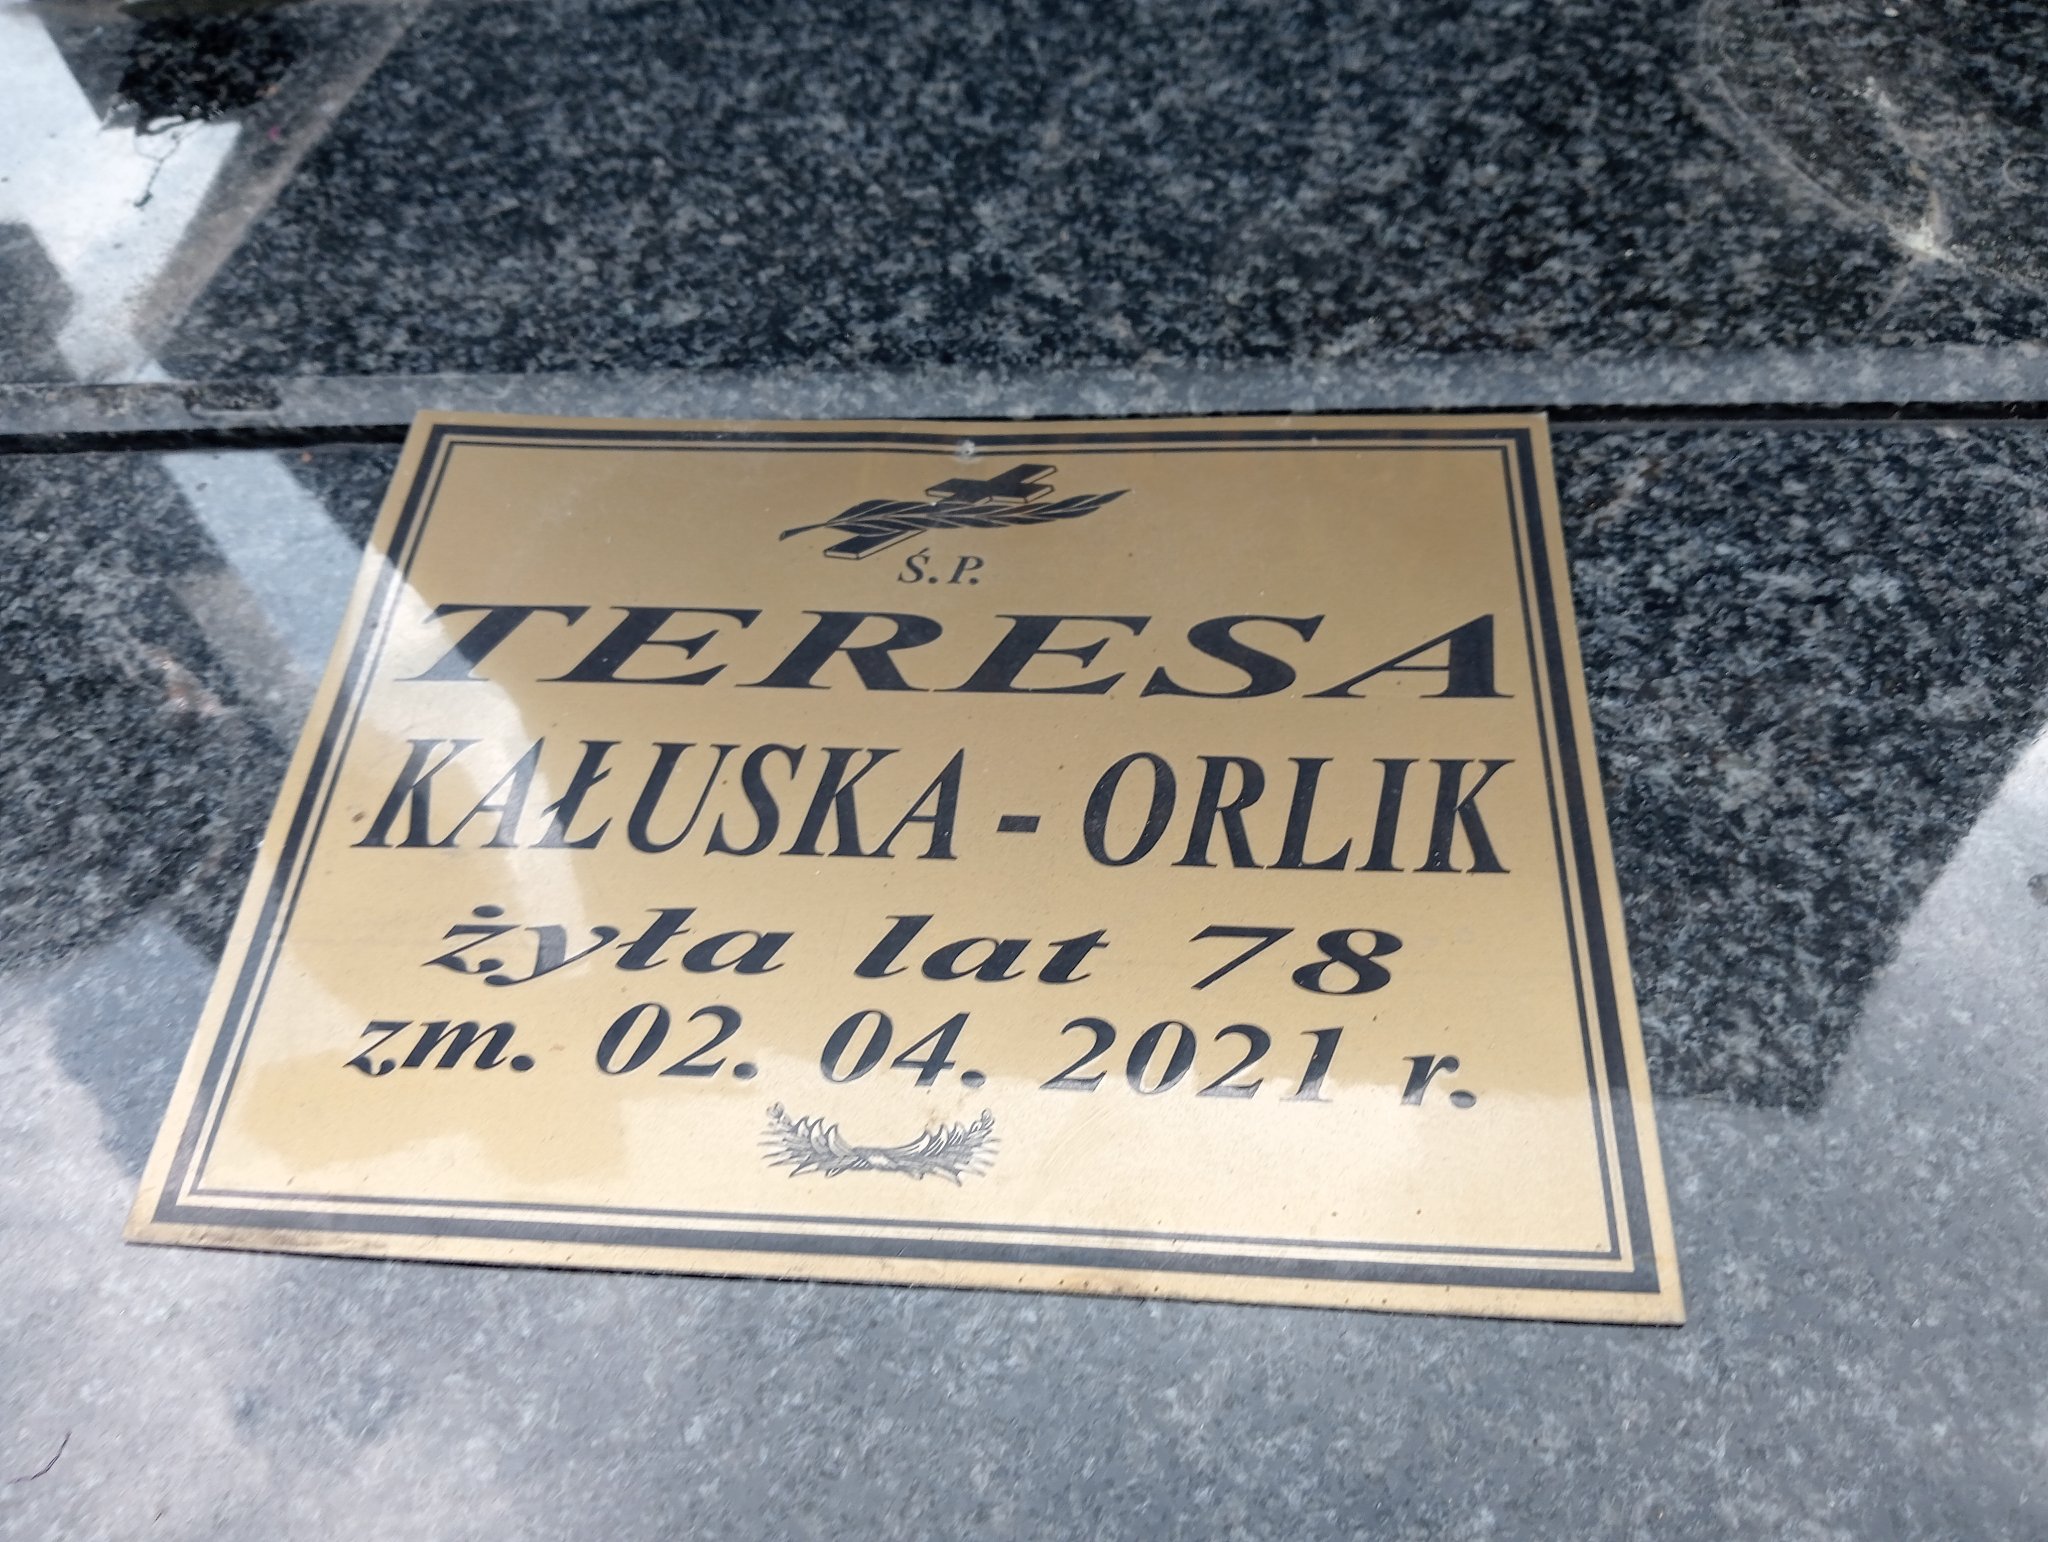 Ś.P.
TERESA
KAŁUSKA - ORLIK
żyła lat 78
zm. 02. 04. 2021 r.